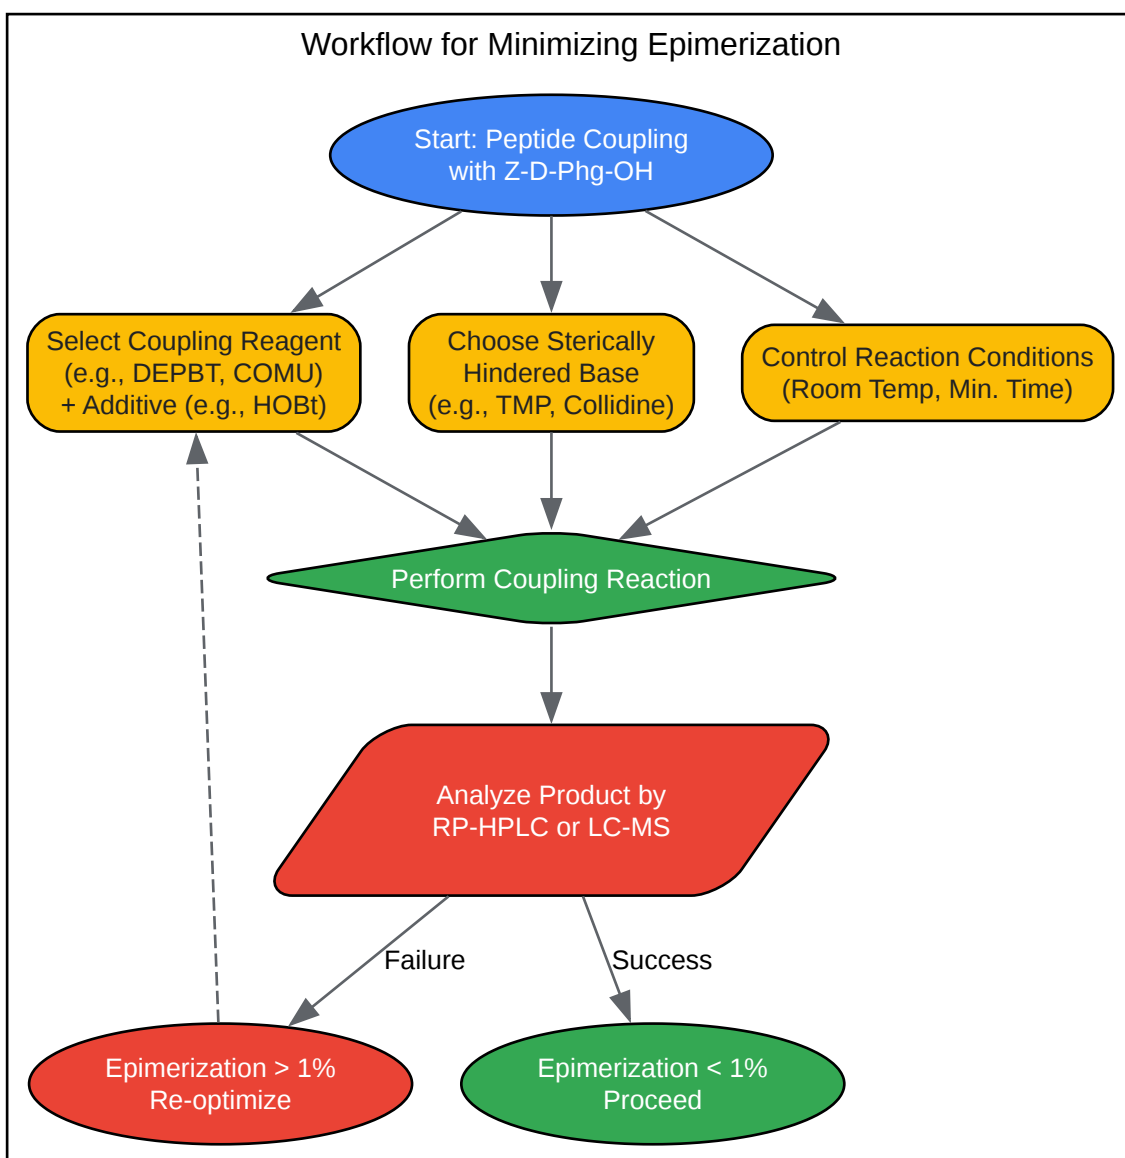 Workflow for Minimizing Epimerization
Start: Peptide Coupling
with Z-D-Phg-OH
Select Coupling Reagent
(e.g., DEPBT, COMU)
+ Additive (e.g., HOBt)
Choose Sterically
Hindered Base
(e.g., TMP, Collidine)
Control Reaction Conditions
(Room Temp, Min. Time)
Perform Coupling Reaction
Analyze Product by
RP-HPLC or LC-MS
Failure
Success
Epimerization > 1%
Re-optimize
Epimerization < 1%
Proceed